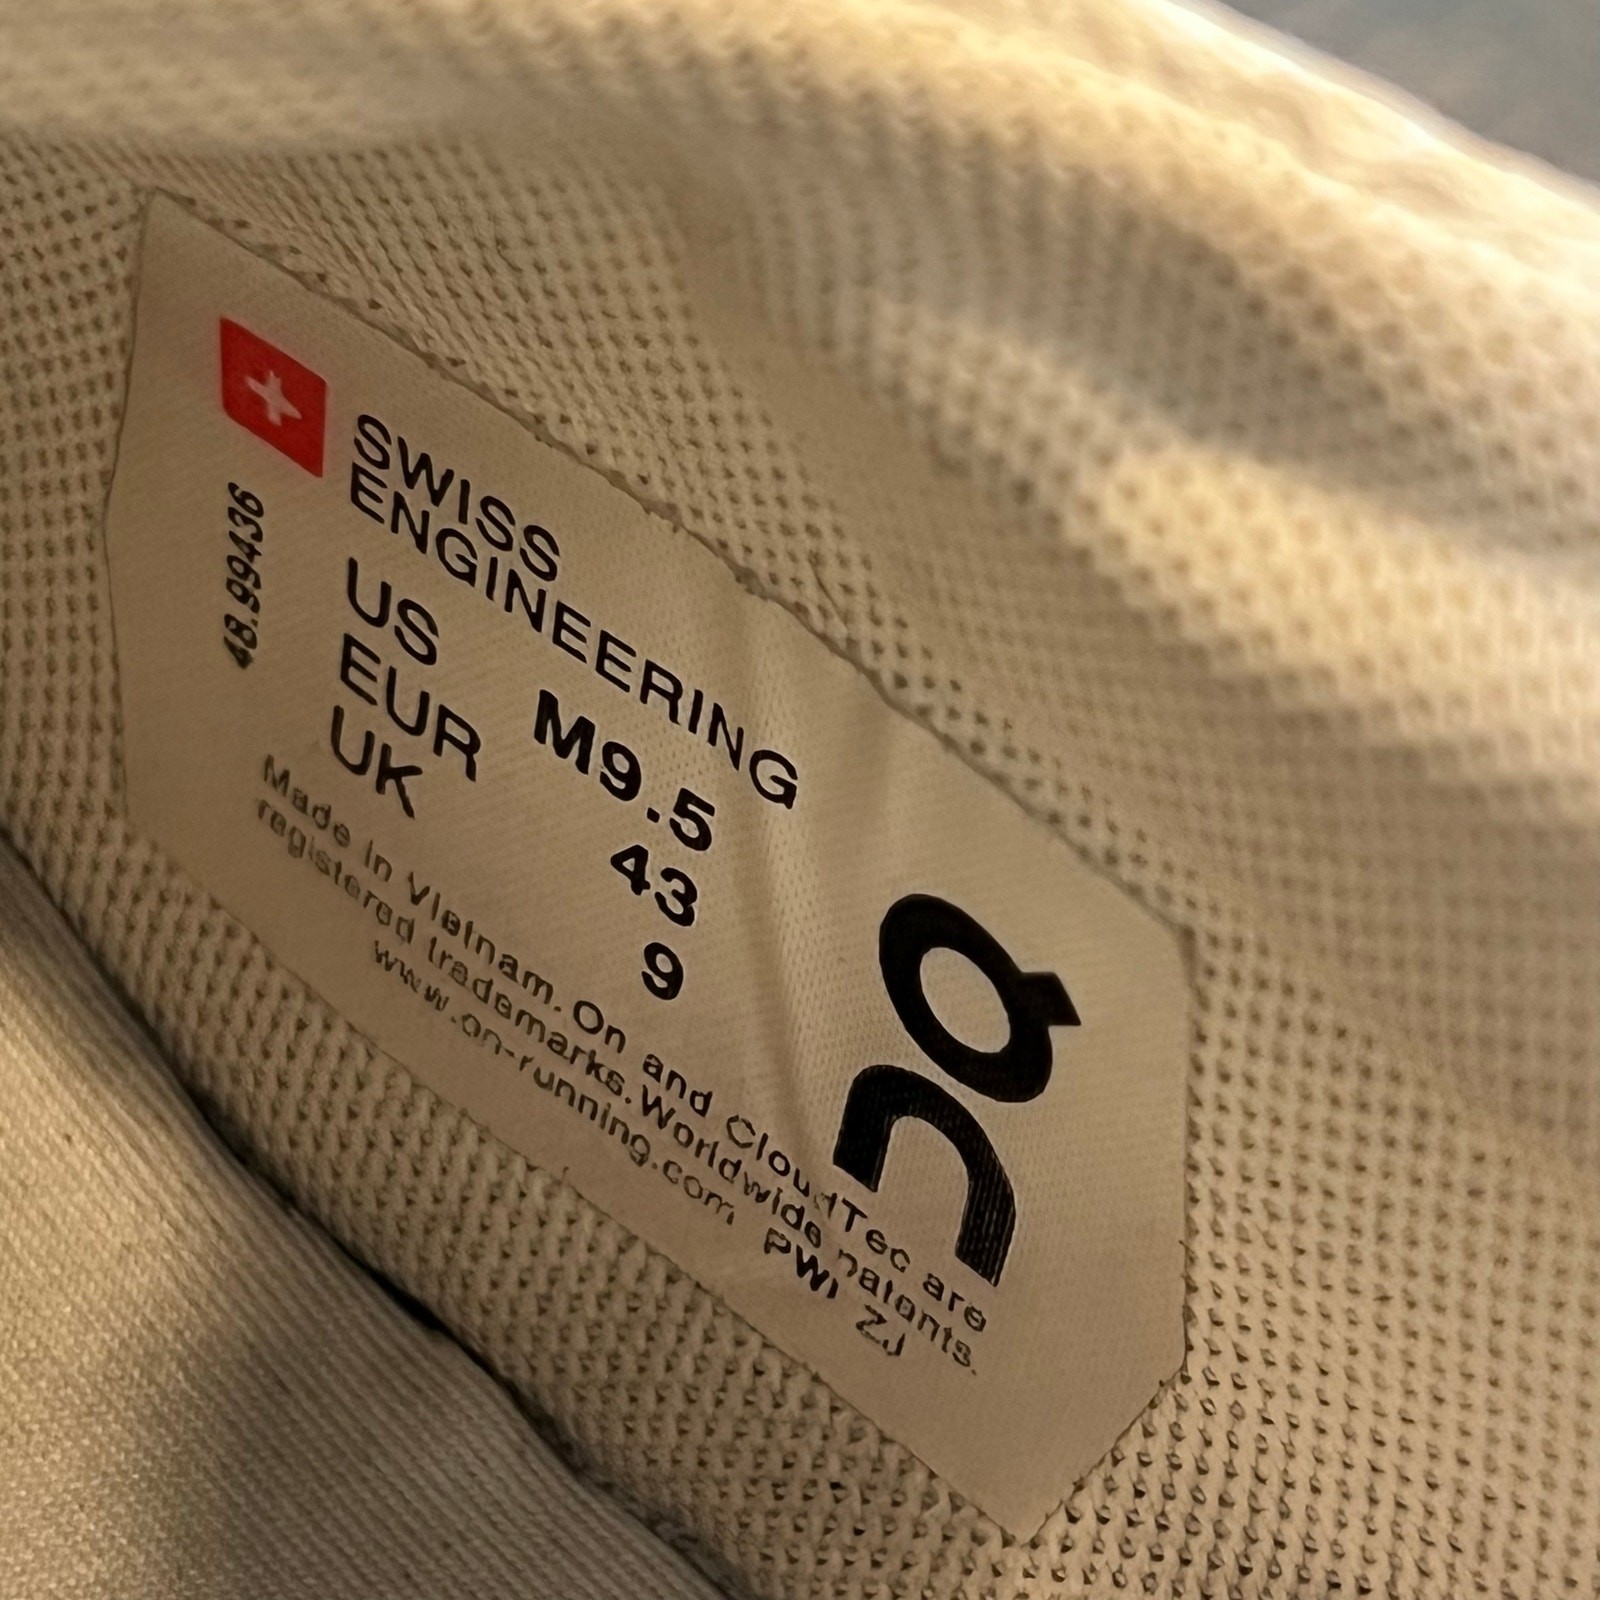 SWISS
ENGINEERING
48.99436
US M9.5
EUR 43
UK 9
Made in Vietnam. On and CloudTec are
registered trademarks. Worldwide patents.
www.on-running.com PWI ZJ
On